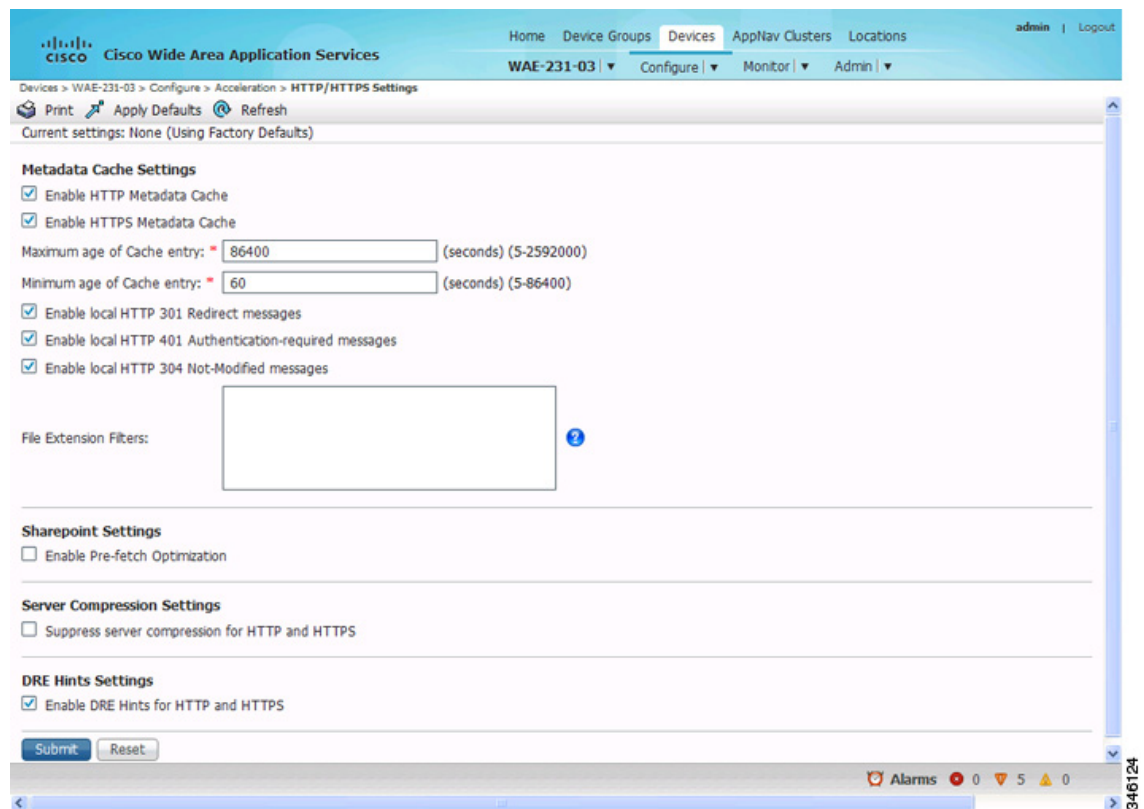 Home Device Groups Devices AppNav Clusters Locations
admin | Logout
cisco Cisco Wide Area Application Services
WAE-231-03 | Configure | Monitor | Admin |
Devices > WAE-231-03 > Configure > Acceleration > HTTP/HTTPS Settings
Print Apply Defaults Refresh
Current settings: None (Using Factory Defaults)
Metadata Cache Settings
Enable HTTP Metadata Cache
Enable HTTPS Metadata Cache
Maximum age of Cache entry: * 86400 (seconds) (5-2592000)
Minimum age of Cache entry: * 60 (seconds) (5-86400)
Enable local HTTP 301 Redirect messages
Enable local HTTP 401 Authentication-required messages
Enable local HTTP 304 Not-Modified messages
File Extension Filters: ?
Sharepoint Settings
Enable Pre-fetch Optimization
Server Compression Settings
Suppress server compression for HTTP and HTTPS
DRE Hints Settings
Enable DRE Hints for HTTP and HTTPS
Submit Reset
Alarms 0 5 0
346124